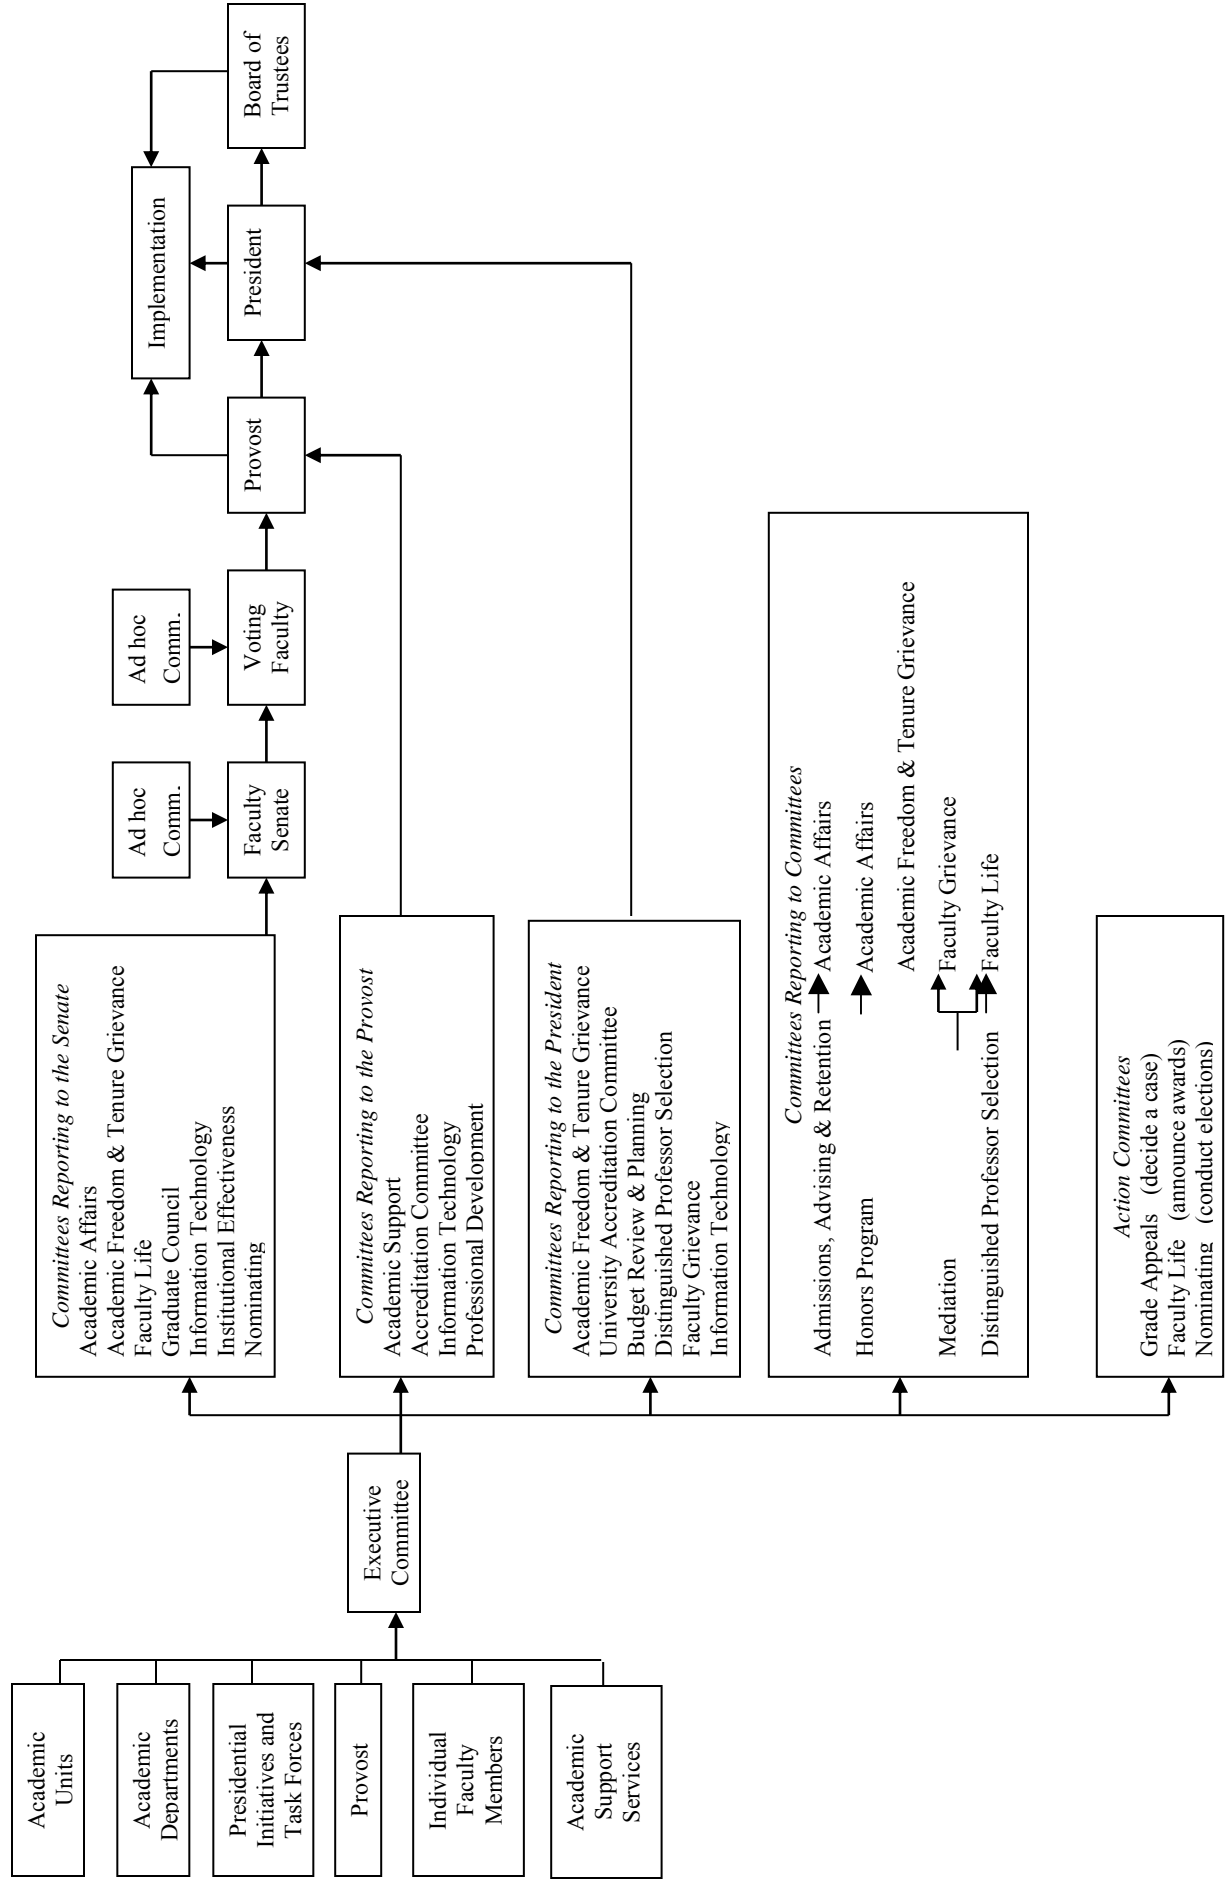 Academic
Units
Academic
Departments
Presidential
Initiatives and
Task Forces
Provost
Individual
Faculty
Members
Academic
Support
Services
Executive
Committee
Committees Reporting to the Senate
Academic Affairs
Academic Freedom & Tenure Grievance
Faculty Life
Graduate Council
Information Technology
Institutional Effectiveness
Nominating
Committees Reporting to the Provost
Academic Support
Accreditation Committee
Information Technology
Professional Development
Committees Reporting to the President
Academic Freedom & Tenure Grievance
University Accreditation Committee
Budget Review & Planning
Distinguished Professor Selection
Faculty Grievance
Information Technology
Committees Reporting to Committees
Admissions, Advising & Retention Academic Affairs
Honors Program Academic Affairs
Academic Freedom & Tenure Grievance
Mediation Faculty Grievance
Distinguished Professor Selection Faculty Life
Action Committees
Grade Appeals (decide a case)
Faculty Life (announce awards)
Nominating (conduct elections)
Ad hoc
Comm.
Faculty
Senate
Ad hoc
Comm.
Voting
Faculty
Provost
Implementation
President
Board of
Trustees